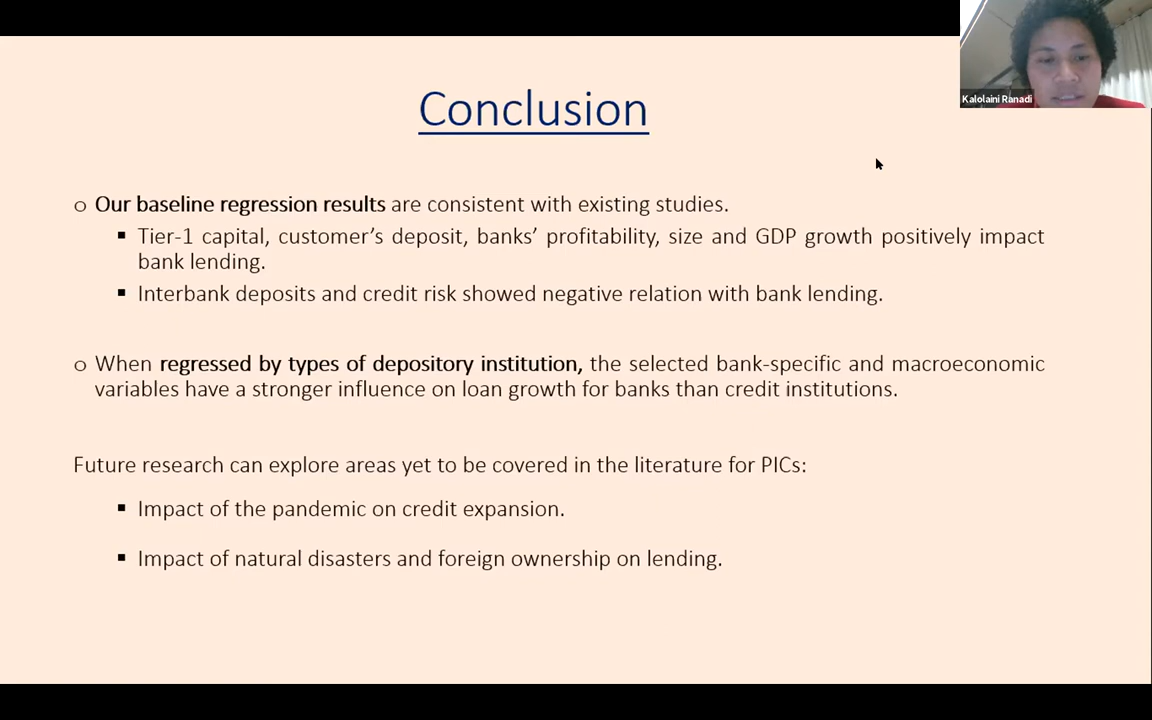 Kalolaini Ranadi
Conclusion
o Our baseline regression results are consistent with existing studies.
▪ Tier-1 capital, customer's deposit, banks' profitability, size and GDP growth positively impact
bank lending.
▪ Interbank deposits and credit risk showed negative relation with bank lending.
o When regressed by types of depository institution, the selected bank-specific and macroeconomic
variables have a stronger influence on loan growth for banks than credit institutions.
Future research can explore areas yet to be covered in the literature for PICs:
▪ Impact of the pandemic on credit expansion.
▪ Impact of natural disasters and foreign ownership on lending.